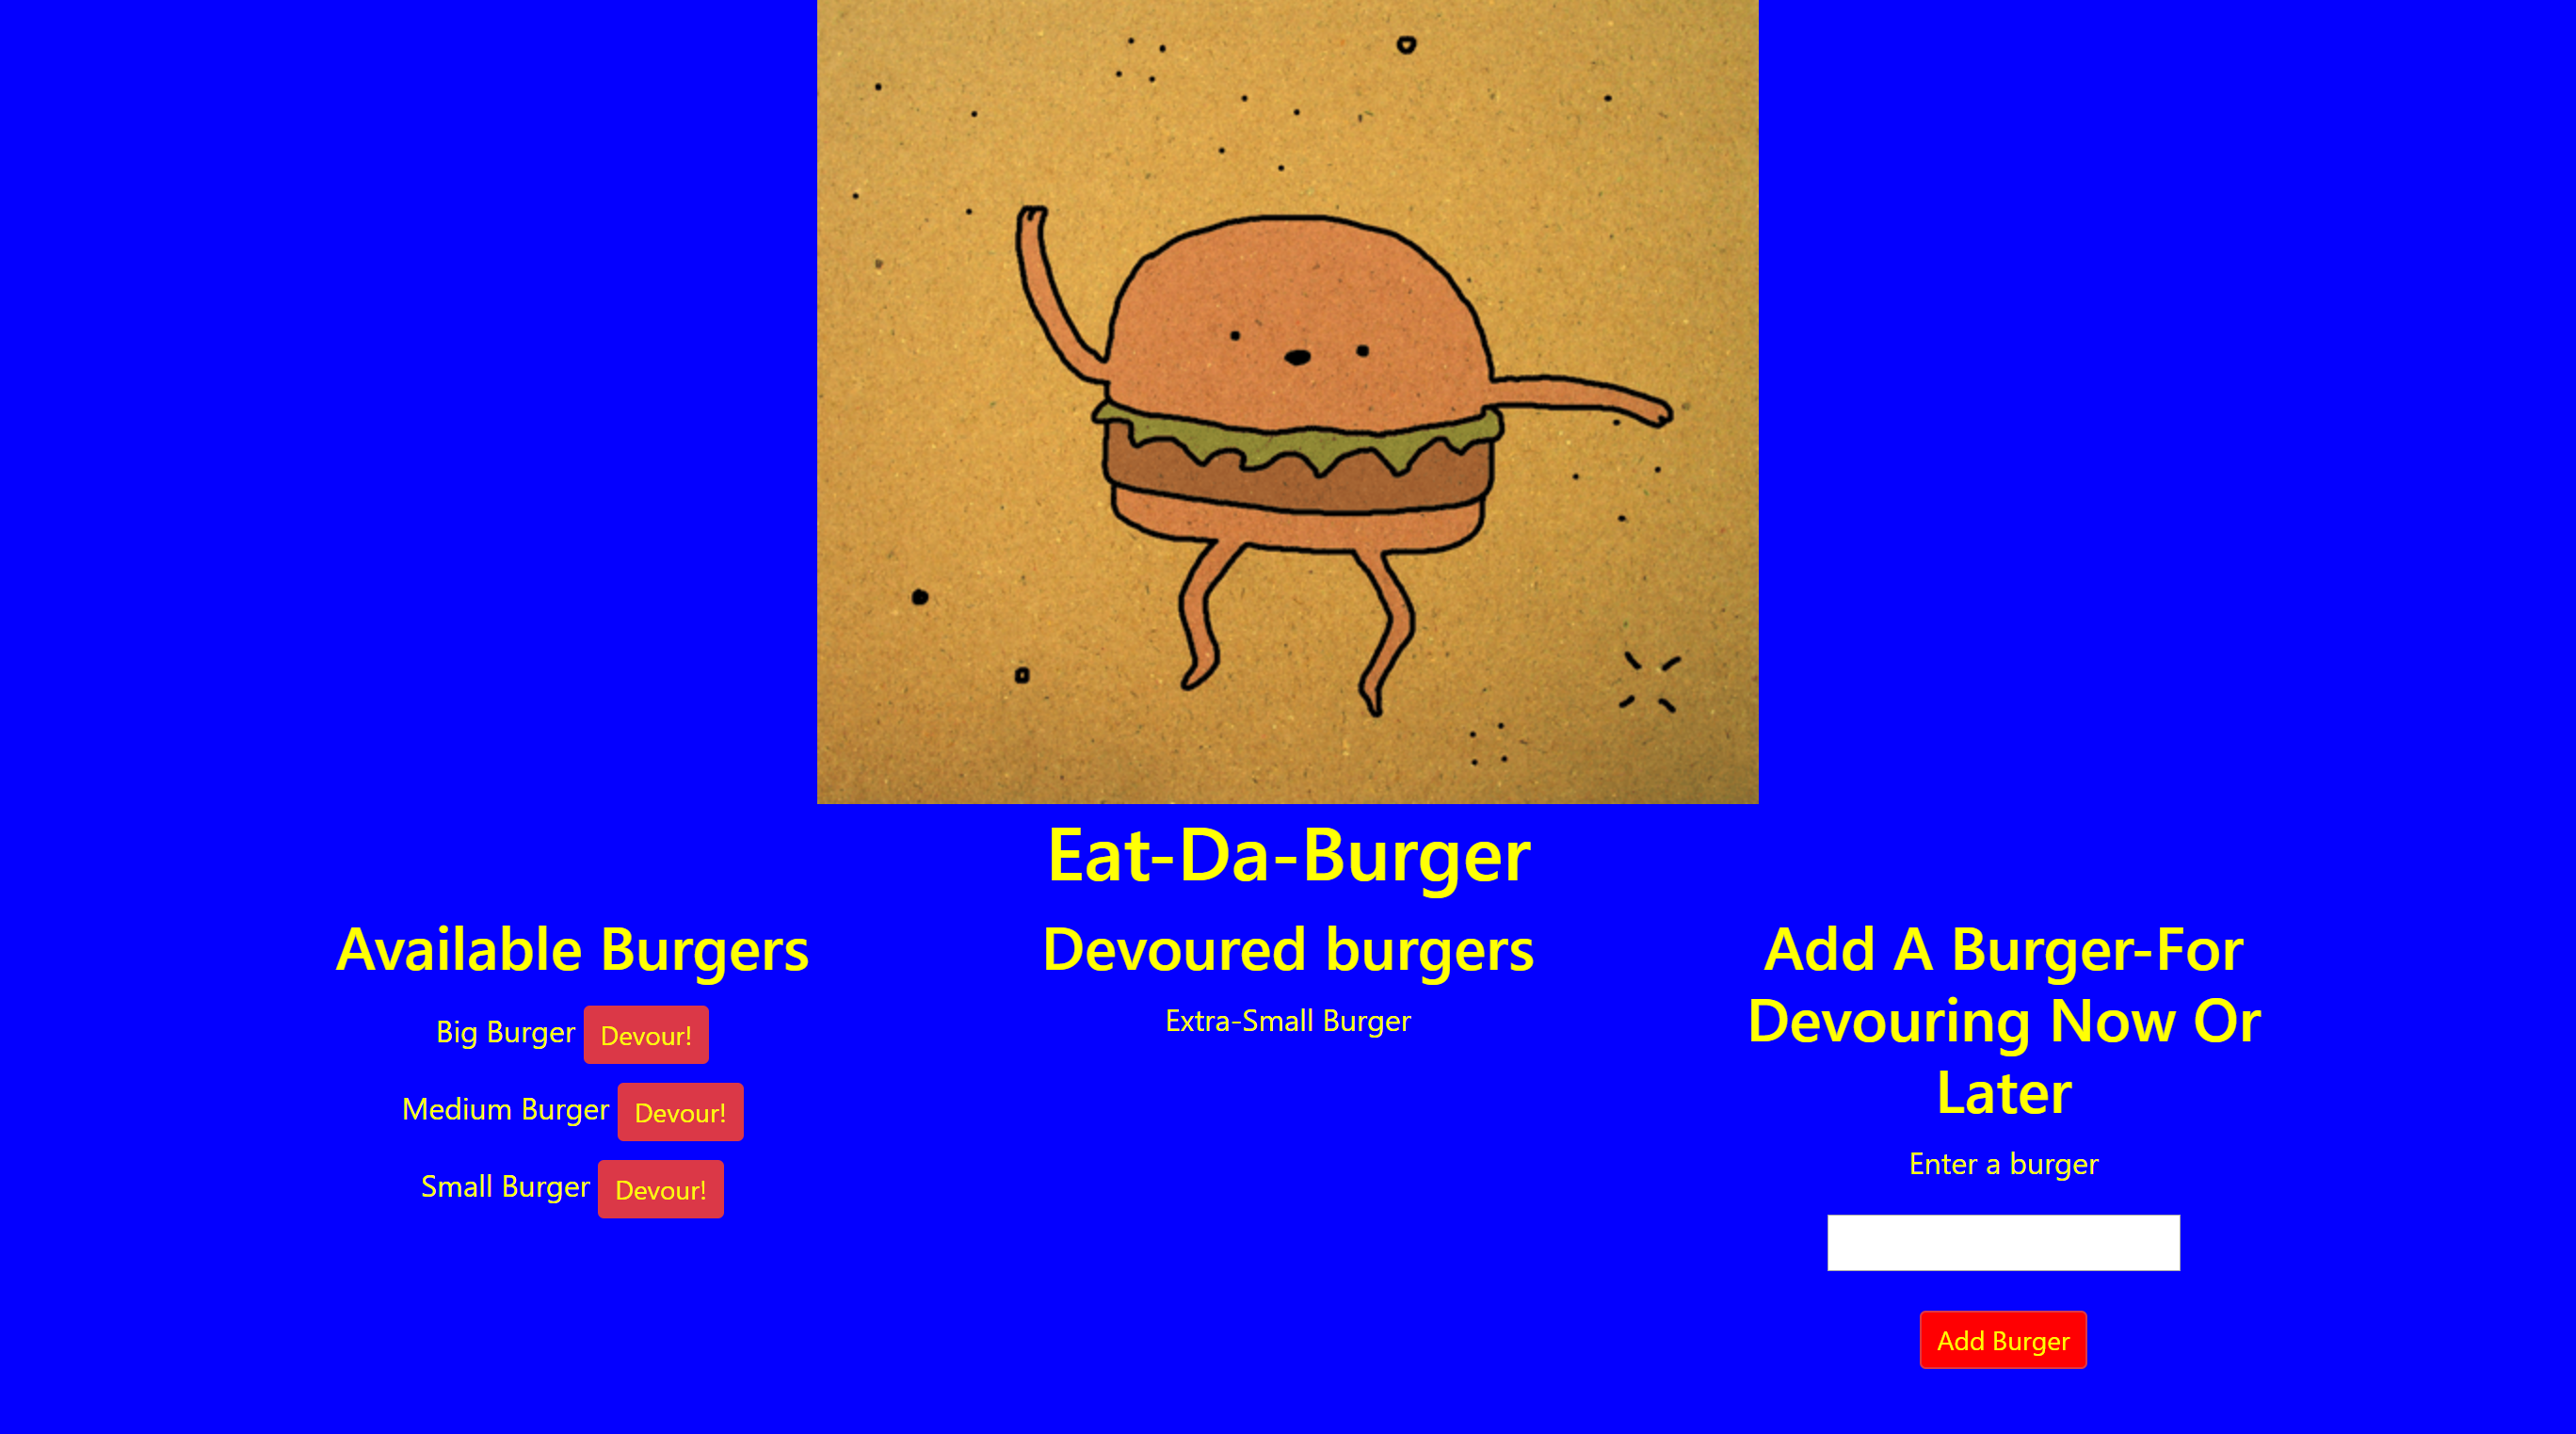 Eat-Da-Burger
Available Burgers
Big Burger Devour!
Medium Burger Devour!
Small Burger Devour!
Devoured burgers
Extra-Small Burger
Add A Burger-For
Devouring Now Or
Later
Enter a burger
Add Burger